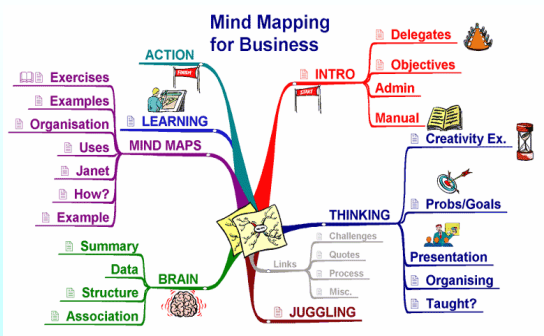 Mind Mapping
for Business
ACTION
FINISH
LEARNING
MIND MAPS
Exercises
Examples
Organisation
Uses
Janet
How?
Example
BRAIN
Summary
Data
Structure
Association
INTRO
START
Delegates
Objectives
Admin
Manual
THINKING
Creativity Ex.
Probs/Goals
Presentation
Organising
Taught?
Links
Challenges
Quotes
Process
Misc.
JUGGLING